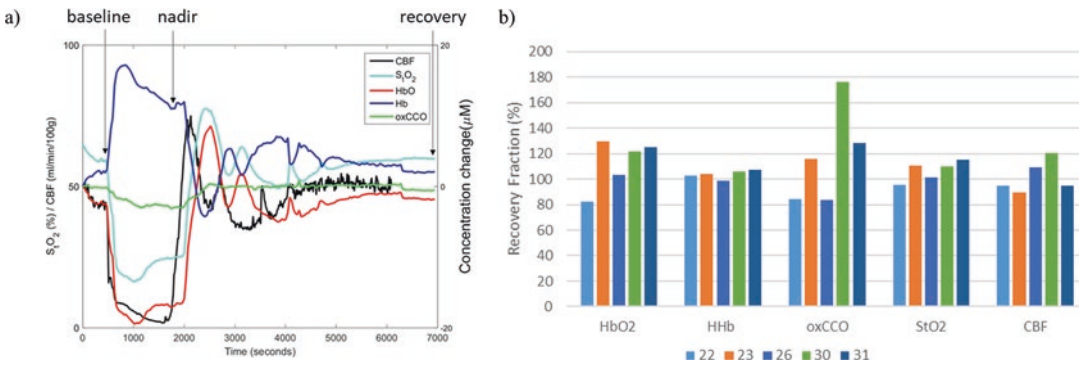 a)
baseline
nadir
recovery
100
50
0
S_tO_2 (%) / CBF (ml/min/100g)
20
0
-20
Concentration change(μM)
CBF
S_tO_2
HbO
Hb
oxCCO
0 1000 2000 3000 4000 5000 6000 7000
Time (seconds)
b)
Recovery Fraction (%)
200
180
160
140
120
100
80
60
40
20
0
HbO2 HHb oxCCO StO2 CBF
22 23 26 30 31